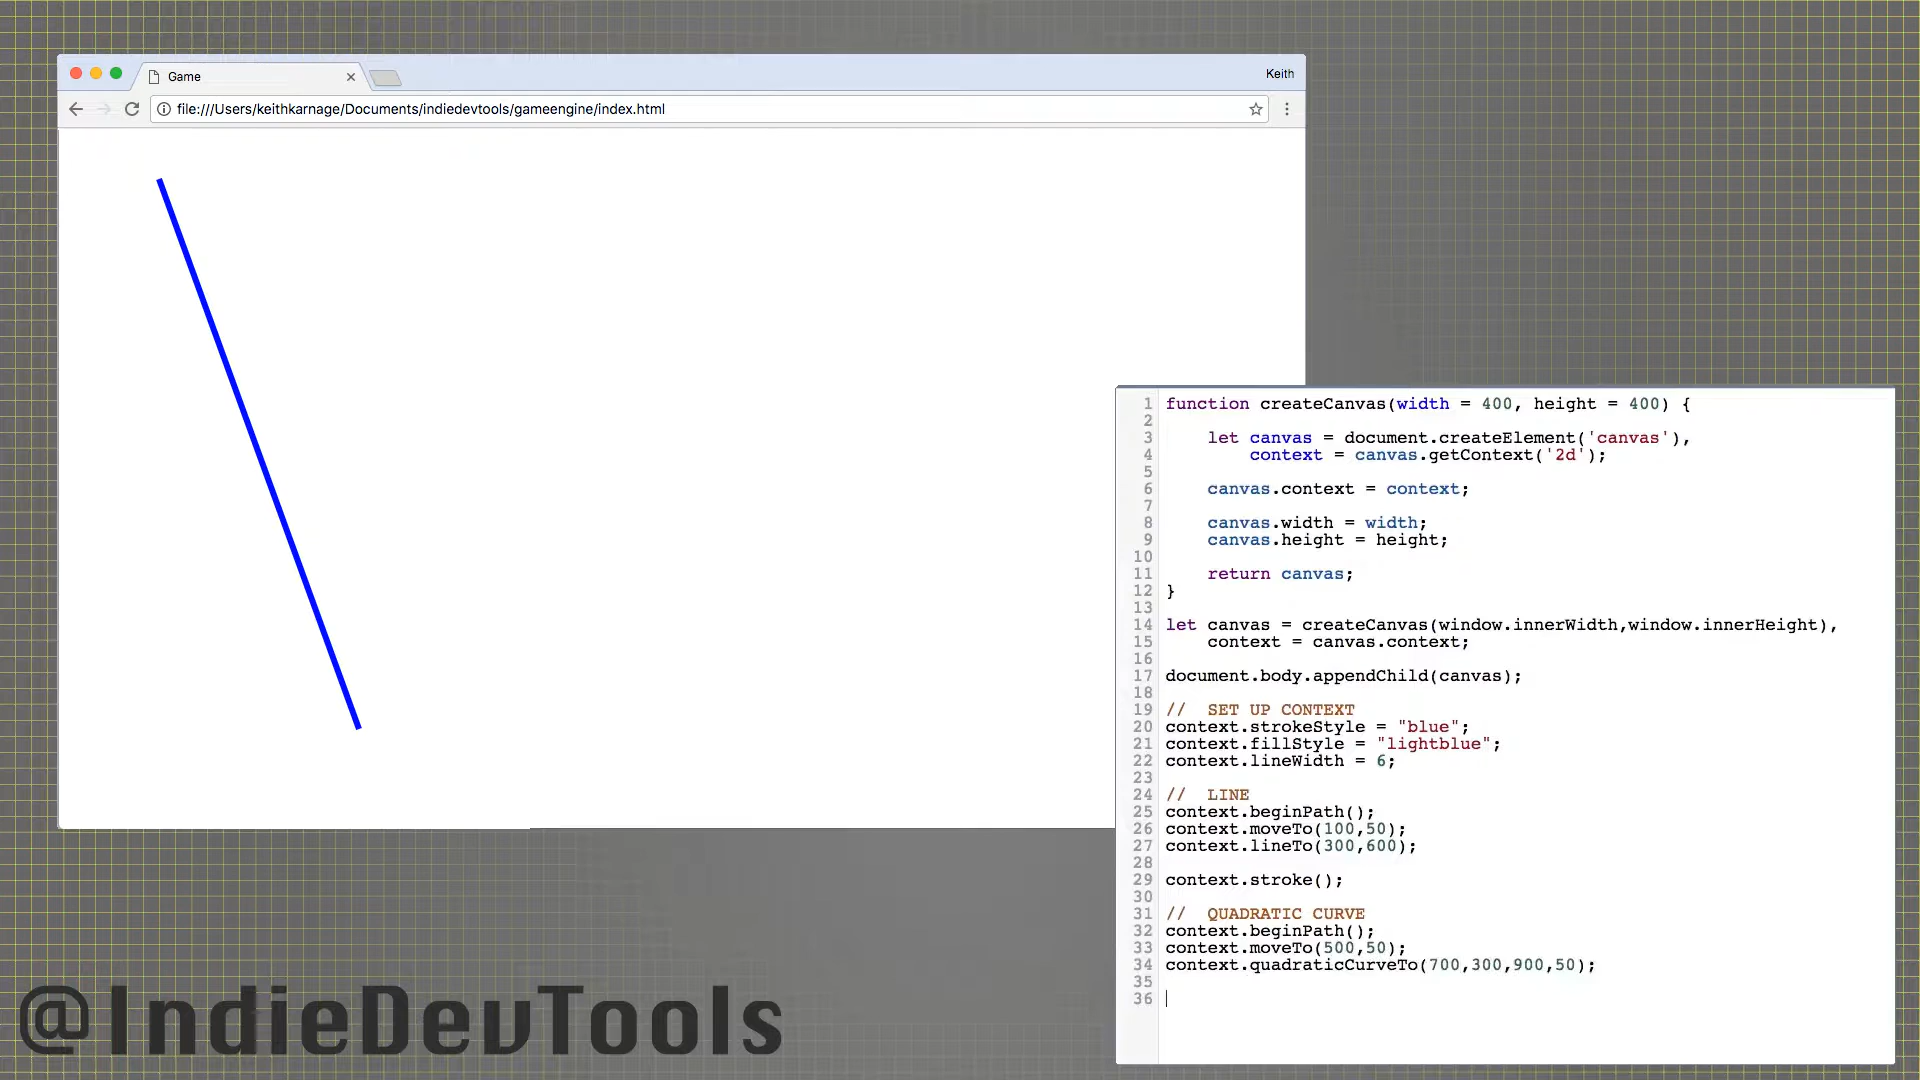 Game
Keith
file:///Users/keithkarnage/Documents/indiedevtools/gameengine/index.html
1 function createCanvas(width = 400, height = 400) {
2
3 let canvas = document.createElement('canvas'),
4 context = canvas.getContext('2d');
5
6 canvas.context = context;
7
8 canvas.width = width;
9 canvas.height = height;
10
11 return canvas;
12 }
13
14 let canvas = createCanvas(window.innerWidth,window.innerHeight),
15 context = canvas.context;
16
17 document.body.appendChild(canvas);
18
19 // SET UP CONTEXT
20 context.strokeStyle = "blue";
21 context.fillStyle = "lightblue";
22 context.lineWidth = 6;
23
24 // LINE
25 context.beginPath();
26 context.moveTo(100,50);
27 context.lineTo(300,600);
28
29 context.stroke();
30
31 // QUADRATIC CURVE
32 context.beginPath();
33 context.moveTo(500,50);
34 context.quadraticCurveTo(700,300,900,50);
35
36
@IndieDevTools